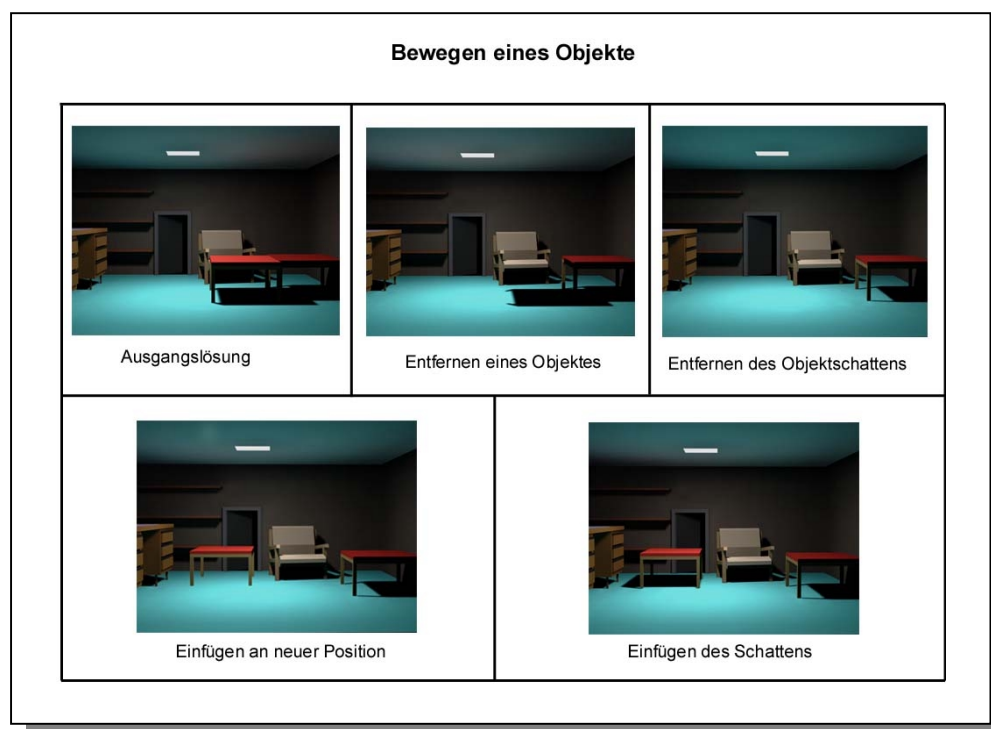 Bewegen eines Objekte
Ausgangslösung
Entfernen eines Objektes
Entfernen des Objektschattens
Einfügen an neuer Position
Einfügen des Schattens